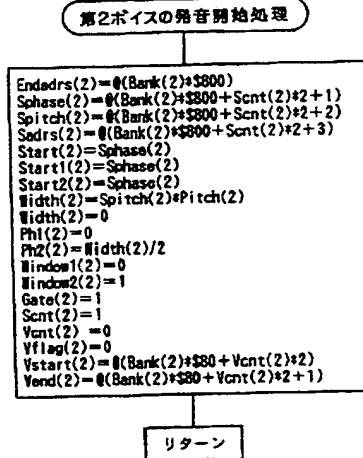 第2ボイスの発音開始処理
Endadrs(2)=@(Bank(2)*$800)
Sphase(2)=@(Bank(2)*$800+Scnt(2)*2+1)
Spitch(2)=@(Bank(2)*$800+Scnt(2)*2+2)
Sadrs(2)=@(Bank(2)*$800+Scnt(2)*2+3)
Start(2)=Sphase(2)
Start1(2)=Sphase(2)
Start2(2)=Sphase(2)
Width(2)=Spitch(2)*Pitch(2)
Width(2)=0
Ph1(2)=0
Ph2(2)=Width(2)/2
Window1(2)=0
Window2(2)=1
Gate(2)=1
Scnt(2)=1
Vcnt(2) =0
Vflag(2)=0
Vstart(2)=@(Bank(2)*$80+Vcnt(2)*2)
Vend(2)=@(Bank(2)*$80+Vcnt(2)*2+1)
リターン